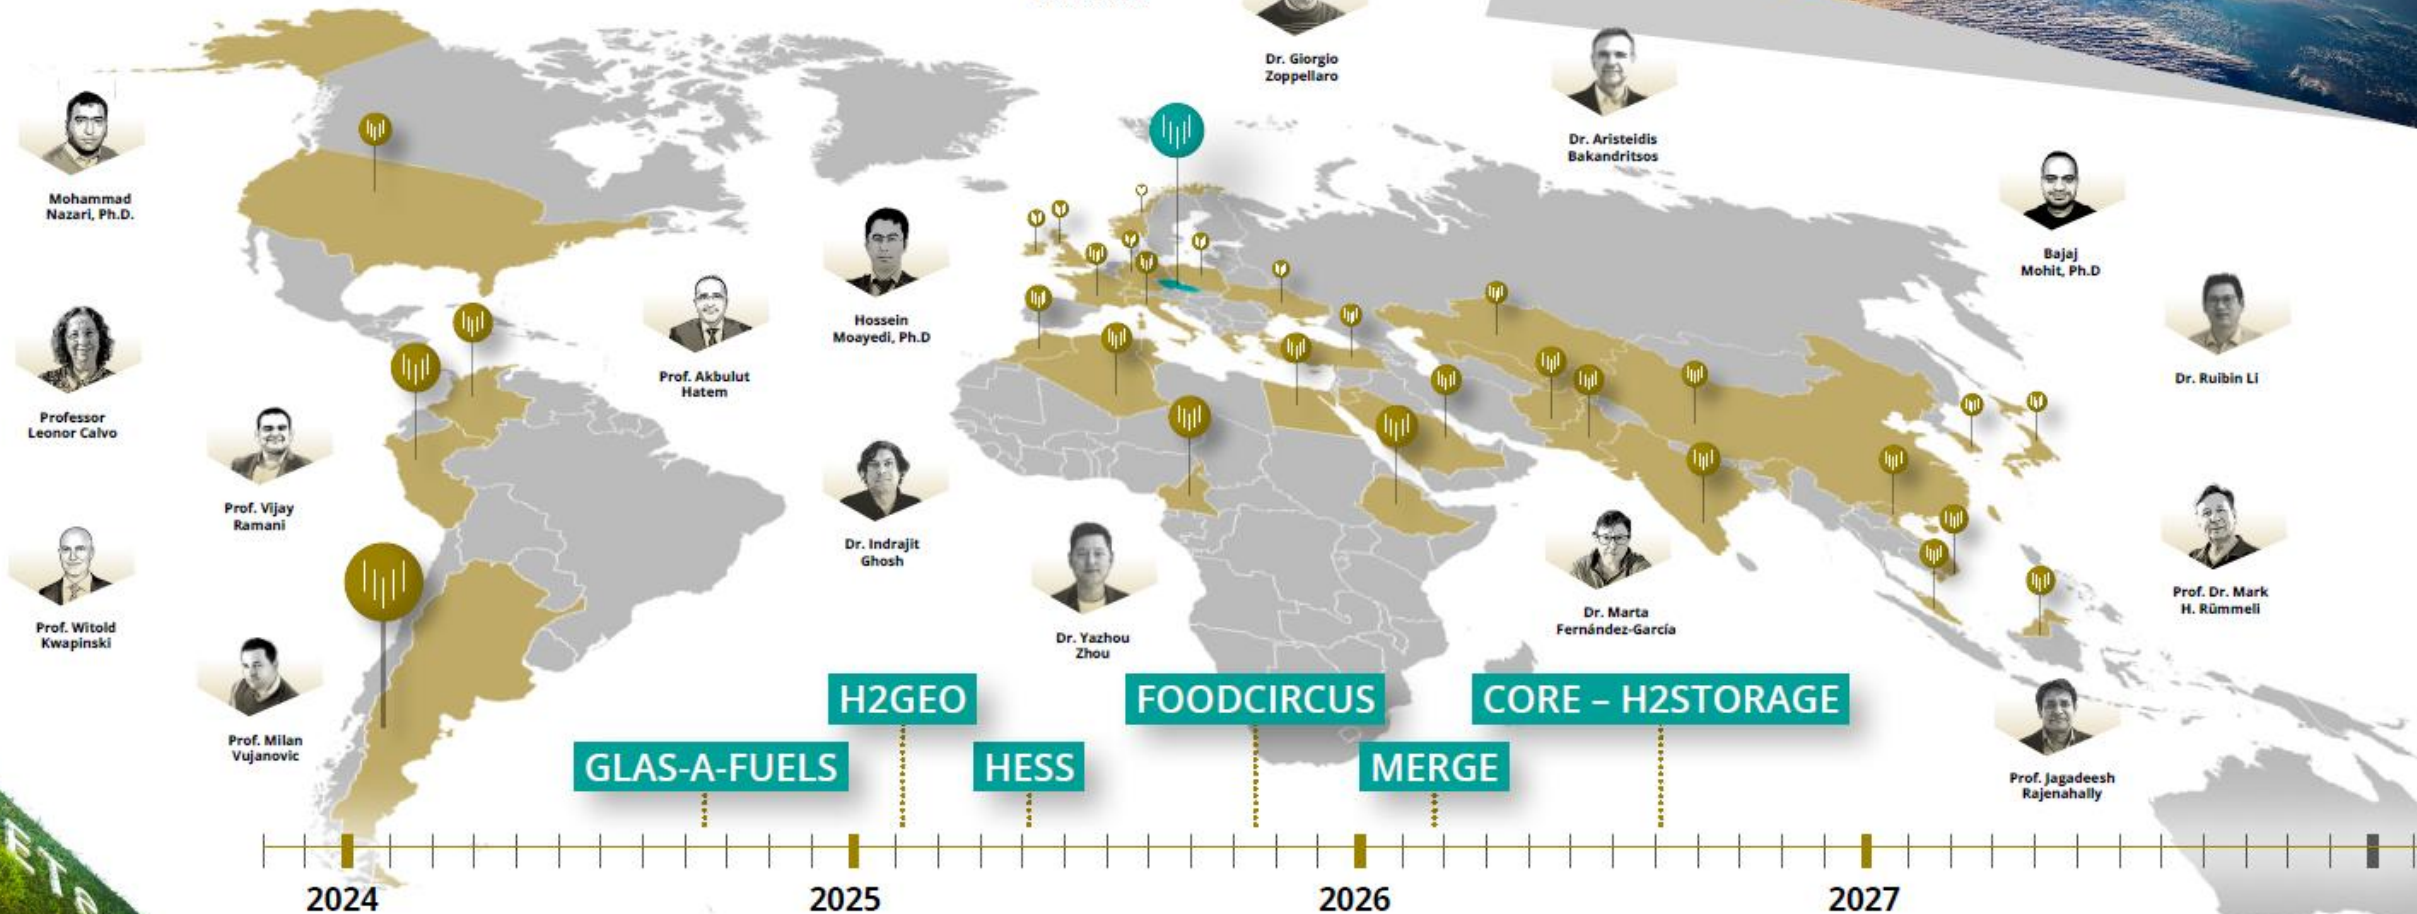 Dr. Giorgio
Zoppellaro
Dr. Aristeidis
Bakandritsos
Mohammad
Nazari, Ph.D.
Bajaj
Mohit, Ph.D
Hossein
Moayedi, Ph.D
Prof. Akbulut
Hatem
Dr. Ruibin Li
Professor
Leonor Calvo
Prof. Vijay
Ramani
Dr. Indrajit
Ghosh
Prof. Witold
Kwapinski
Dr. Yazhou
Zhou
Dr. Marta
Fernández-García
Prof. Dr. Mark
H. Rümmeli
Prof. Milan
Vujanovic
Prof. Jagadeesh
Rajenahally
H2GEO
FOODCIRCUS
CORE – H2STORAGE
GLAS-A-FUELS
HESS
MERGE
2024
2025
2026
2027